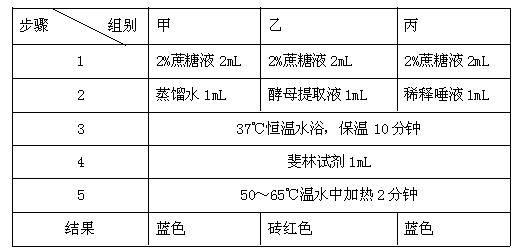 步骤 组别 甲 乙 丙
1 2%蔗糖液 2mL 2%蔗糖液 2mL 2%蔗糖液 2mL
2 蒸馏水 1mL 酵母提取液 1mL 稀释唾液 1mL
3 37℃恒温水浴，保温 10 分钟
4 斐林试剂 1mL
5 50～65℃温水中加热 2 分钟
结果 蓝色 砖红色 蓝色